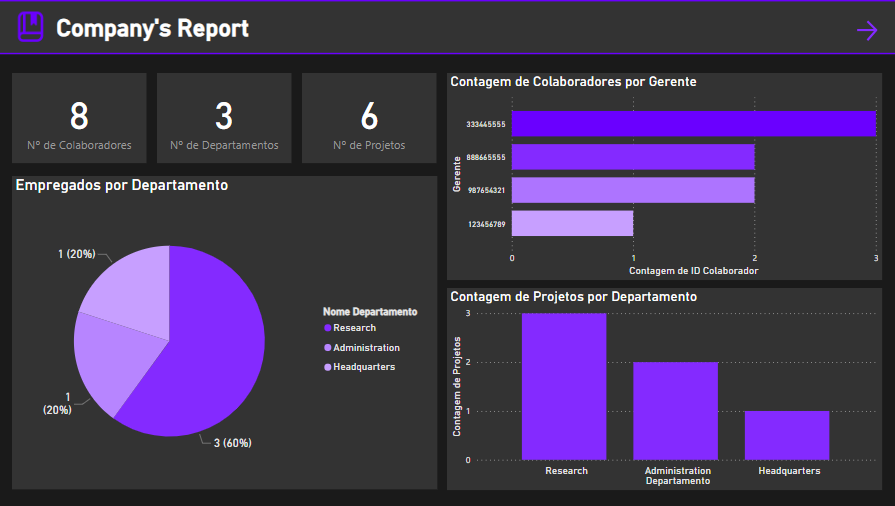 Company's Report
8
Nº de Colaboradores
3
Nº de Departamentos
6
Nº de Projetos
Empregados por Departamento
1 (20%)
1
(20%)
3 (60%)
Nome Departamento
Research
Administration
Headquarters
Contagem de Colaboradores por Gerente
Gerente
333445555
888665555
987654321
123456789
0
1
2
3
Contagem de ID Colaborador
Contagem de Projetos por Departamento
Contagem de Projetos
3
2
1
0
Research
Administration
Headquarters
Departamento